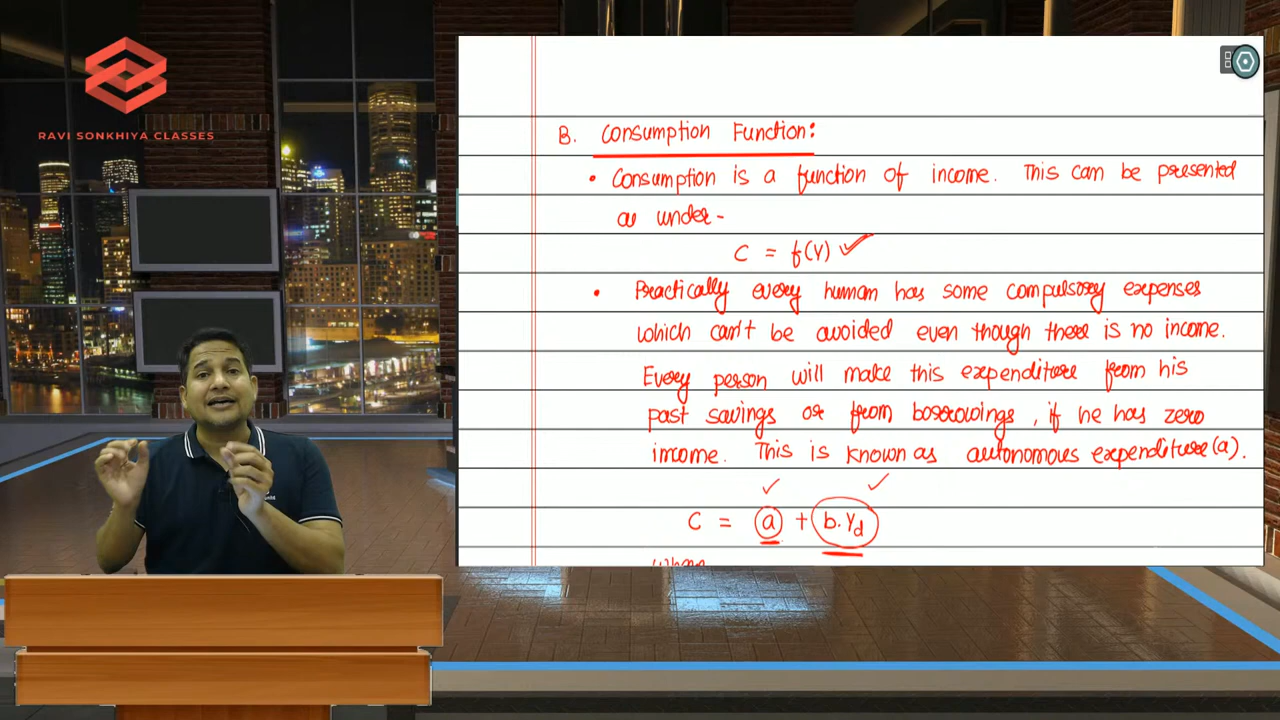 RAVI SONKHIYA CLASSES
B. Consumption Function:
• Consumption is a function of income. This can be presented
as under -
C = f(Y) ✓
• Practically every human has some compulsory expenses
which can't be avoided even though there is no income.
Every person will make this expenditure from his
past savings or from borrowings, if he has zero
income. This is known as autonomous expenditure (a).
C = a + b.Yd